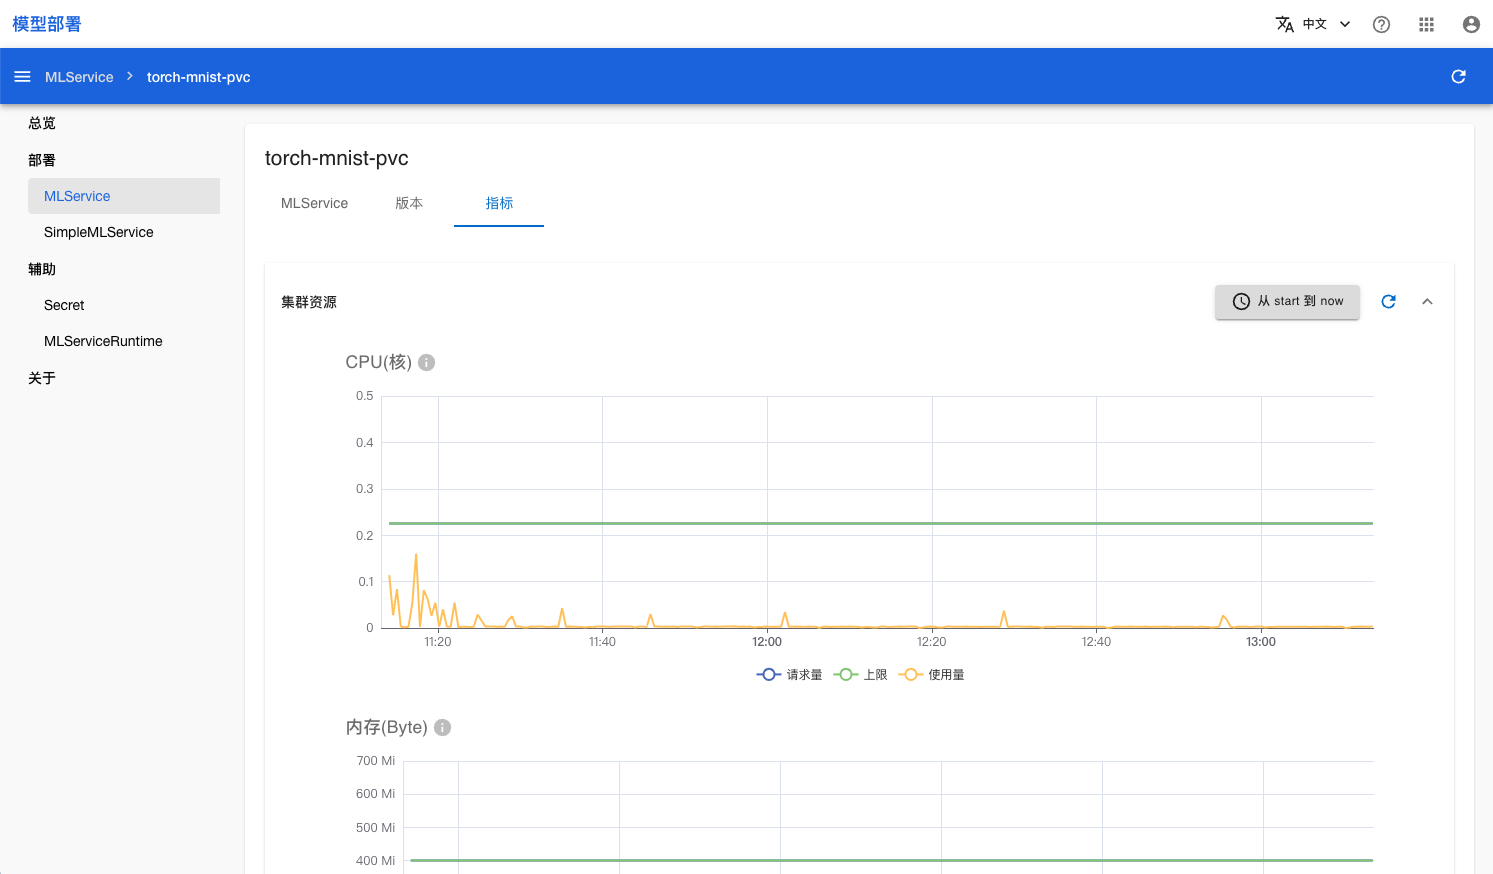 模型部署
中文
MLService
torch-mnist-pvc
总览
部署
MLService
SimpleMLService
辅助
Secret
MLServiceRuntime
关于
torch-mnist-pvc
MLService 版本 指标
集群资源
从 start 到 now
CPU(核)
0.5
0.4
0.3
0.2
0.1
0
11:20 11:40 12:00 12:20 12:40 13:00
请求量 上限 使用量
内存(Byte)
700 Mi
600 Mi
500 Mi
400 Mi